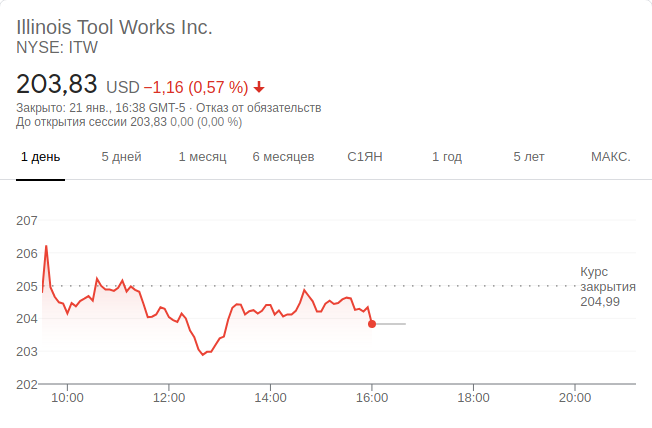 Illinois Tool Works Inc.
NYSE: ITW
203,83 USD −1,16 (0,57 %)
Закрыто: 21 янв., 16:38 GMT-5 · Отказ от обязательств
До открытия сессии 203,83 0,00 (0,00 %)
1 день 5 дней 1 месяц 6 месяцев С1ЯН 1 год 5 лет МАКС.
207
206
205
204
203
202
Курс
закрытия
204,99
10:00 12:00 14:00 16:00 18:00 20:00